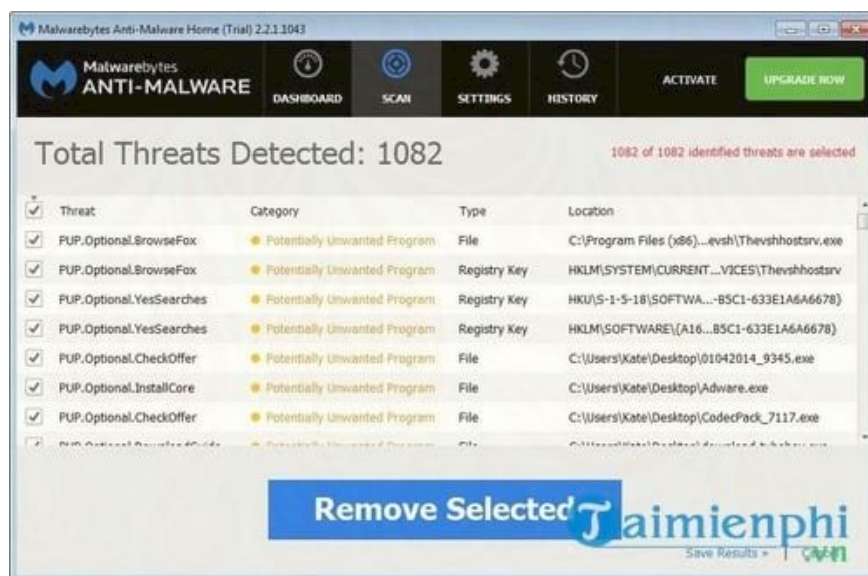 Malwarebytes Anti-Malware Home (Trial) 2.2.1.1043
Malwarebytes
ANTI-MALWARE
DASHBOARD
SCAN
SETTINGS
HISTORY
ACTIVATE
UPGRADE NOW
Total Threats Detected: 1082
1082 of 1082 identified threats are selected
Threat Category Type Location
PUP.Optional.BrowseFox Potentially Unwanted Program File C:\Program Files (x86)...evsh\Thevshhostsrv.exe
PUP.Optional.BrowseFox Potentially Unwanted Program Registry Key HKLM\SYSTEM\CURRENT...VICES\Thevshhostsrv
PUP.Optional.YesSearches Potentially Unwanted Program Registry Key HKU\S-1-5-18\SOFTWA...-B5C1-633E1A6A6678}
PUP.Optional.YesSearches Potentially Unwanted Program Registry Key HKLM\SOFTWARE\{A16...B5C1-633E1A6A6678}
PUP.Optional.CheckOffer Potentially Unwanted Program File C:\Users\Kate\Desktop\01042014_9345.exe
PUP.Optional.InstallCore Potentially Unwanted Program File C:\Users\Kate\Desktop\Adware.exe
PUP.Optional.CheckOffer Potentially Unwanted Program File C:\Users\Kate\Desktop\CodecPack_7117.exe
Remove Selected
Taimienphi
.vn
Save Results